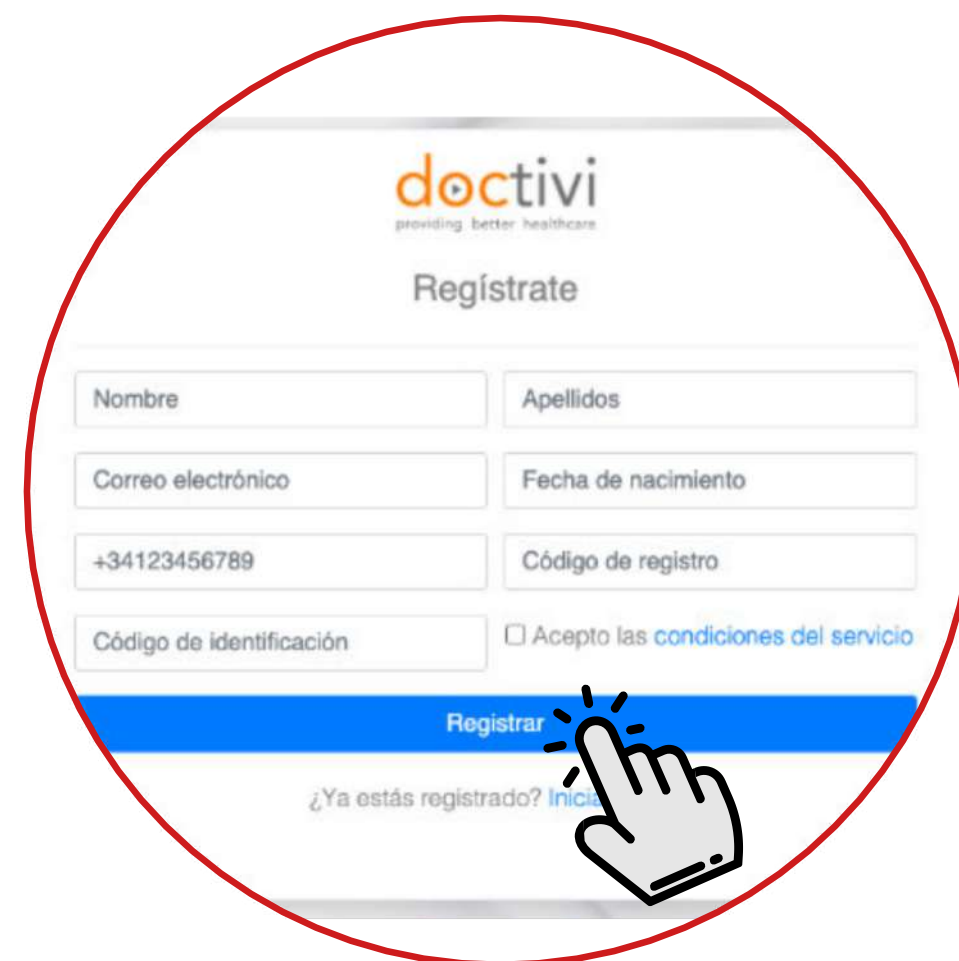 doctivi
providing better healthcare
Regístrate
Nombre
Apellidos
Correo electrónico
Fecha de nacimiento
+34123456789
Código de registro
Código de identificación
Acepto las condiciones del servicio
Registrar
¿Ya estás registrado?